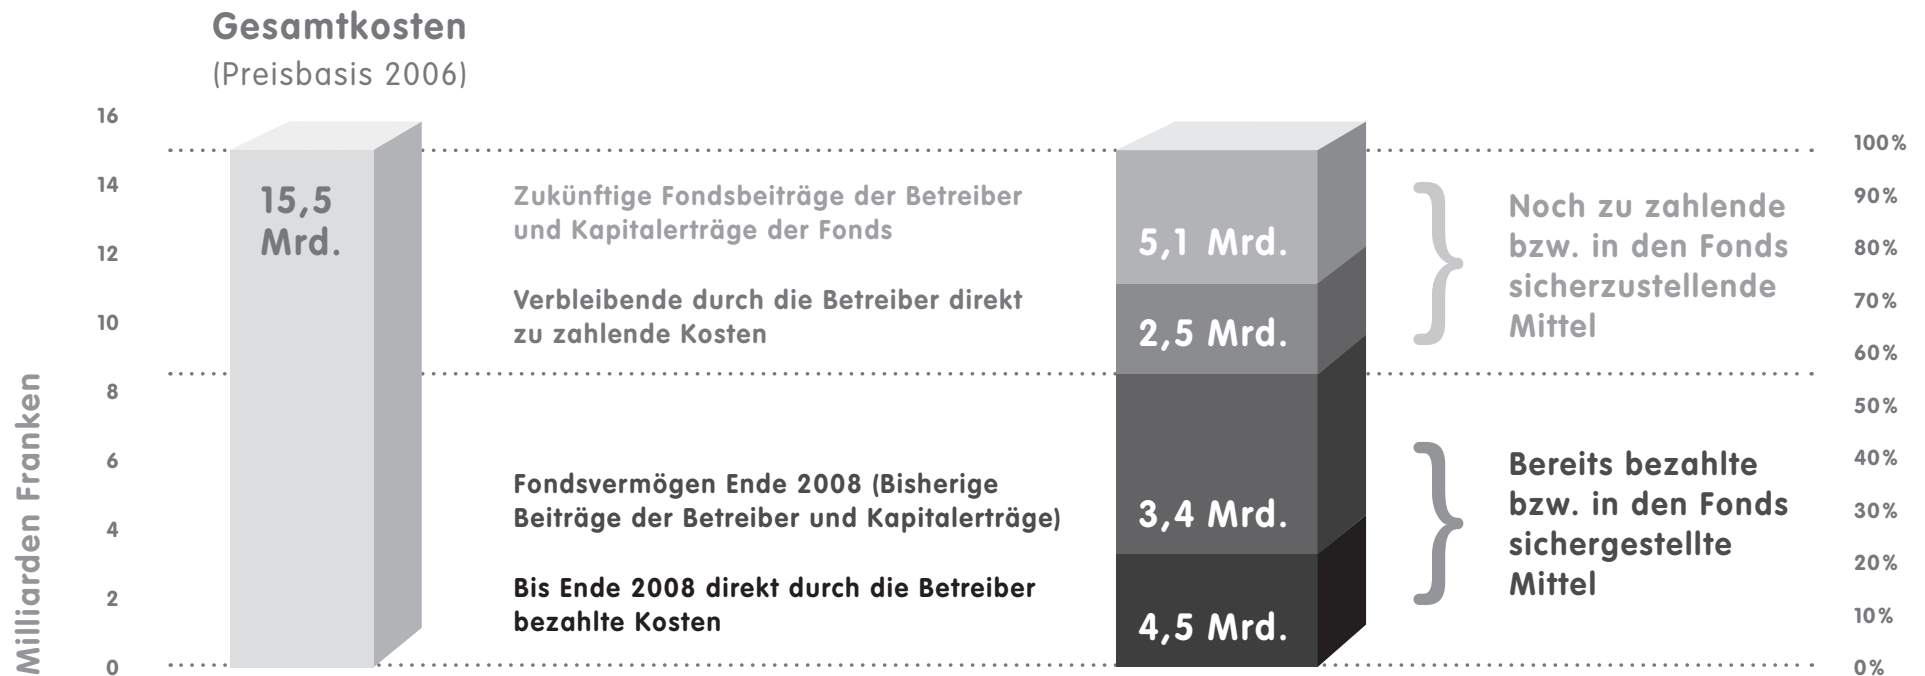 Gesamtkosten
(Preisbasis 2006)
Milliarden Franken
16
14
12
10
8
6
4
2
0
15,5
Mrd.
Zukünftige Fondsbeiträge der Betreiber
und Kapitalerträge der Fonds
Verbleibende durch die Betreiber direkt
zu zahlende Kosten
Fondsvermögen Ende 2008 (Bisherige
Beiträge der Betreiber und Kapitalerträge)
Bis Ende 2008 direkt durch die Betreiber
bezahlte Kosten
5,1 Mrd.
2,5 Mrd.
3,4 Mrd.
4,5 Mrd.
Noch zu zahlende
bzw. in den Fonds
sicherzustellende
Mittel
Bereits bezahlte
bzw. in den Fonds
sichergestellte
Mittel
100%
90%
80%
70%
60%
50%
40%
30%
20%
10%
0%